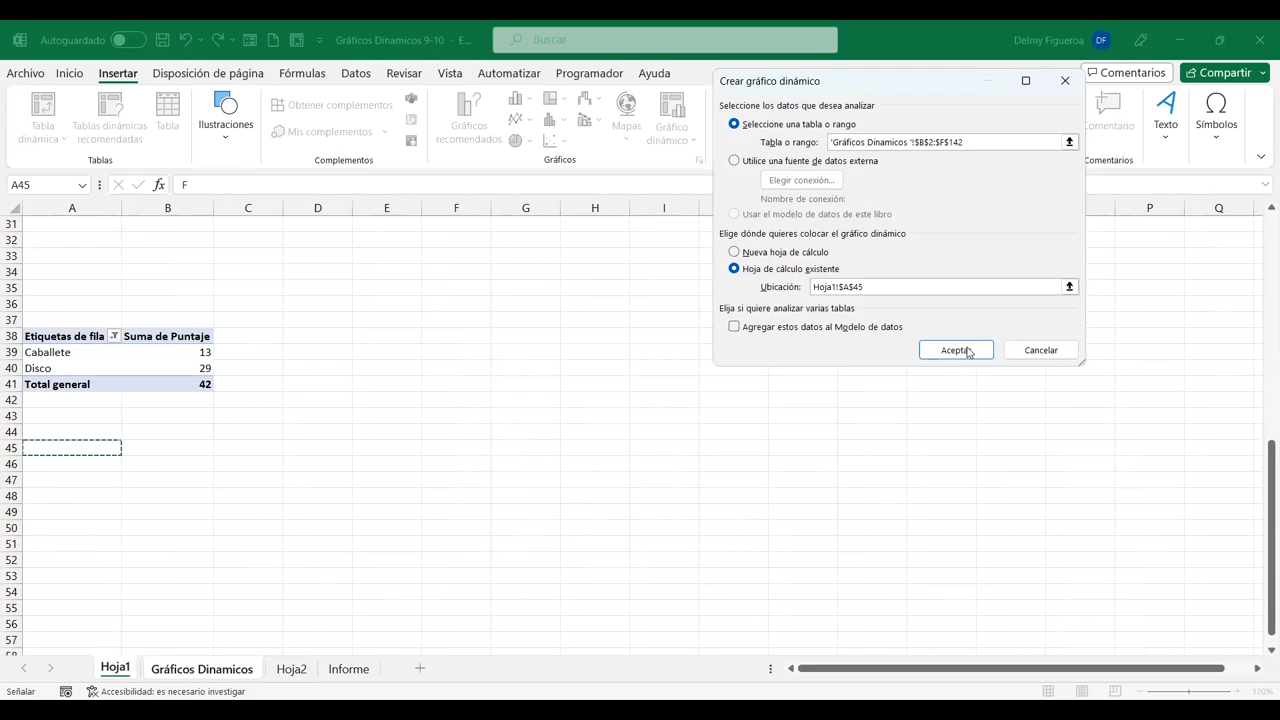 Autoguardado
Gráficos Dinamicos 9-10 - E...
Buscar
Delmy Figueroa
DF
Archivo Inicio Insertar Disposición de página Fórmulas Datos Revisar Vista Automatizar Programador Ayuda
Comentarios
Compartir
Tabla dinámica
Tablas dinámicas recomendadas
Tabla
Tablas
Ilustraciones
Obtener complementos
Mis complementos
Complementos
Gráficos recomendados
Mapas
Gráfico dinámico
Gráficos
Comentario
Comentarios
Texto
Símbolos
Crear gráfico dinámico
Seleccione los datos que desea analizar
Seleccione una tabla o rango
Tabla o rango: 'Gráficos Dinamicos '!$B$2:$F$142
Utilice una fuente de datos externa
Elegir conexión...
Nombre de conexión:
Usar el modelo de datos de este libro
Elige dónde quieres colocar el gráfico dinámico
Nueva hoja de cálculo
Hoja de cálculo existente
Ubicación: Hoja1!$A$45
Elija si quiere analizar varias tablas
Agregar estos datos al Modelo de datos
Aceptar Cancelar
A45 fx F
A B C D E F G H I P Q
31
32
33
34
35
36
37
38 Etiquetas de fila Suma de Puntaje
39 Caballete 13
40 Disco 29
41 Total general 42
42
43
44
45
46
47
48
49
50
51
52
53
54
55
56
57
Hoja1 Gráficos Dinamicos Hoja2 Informe
Señalar Accesibilidad: es necesario investigar 120%